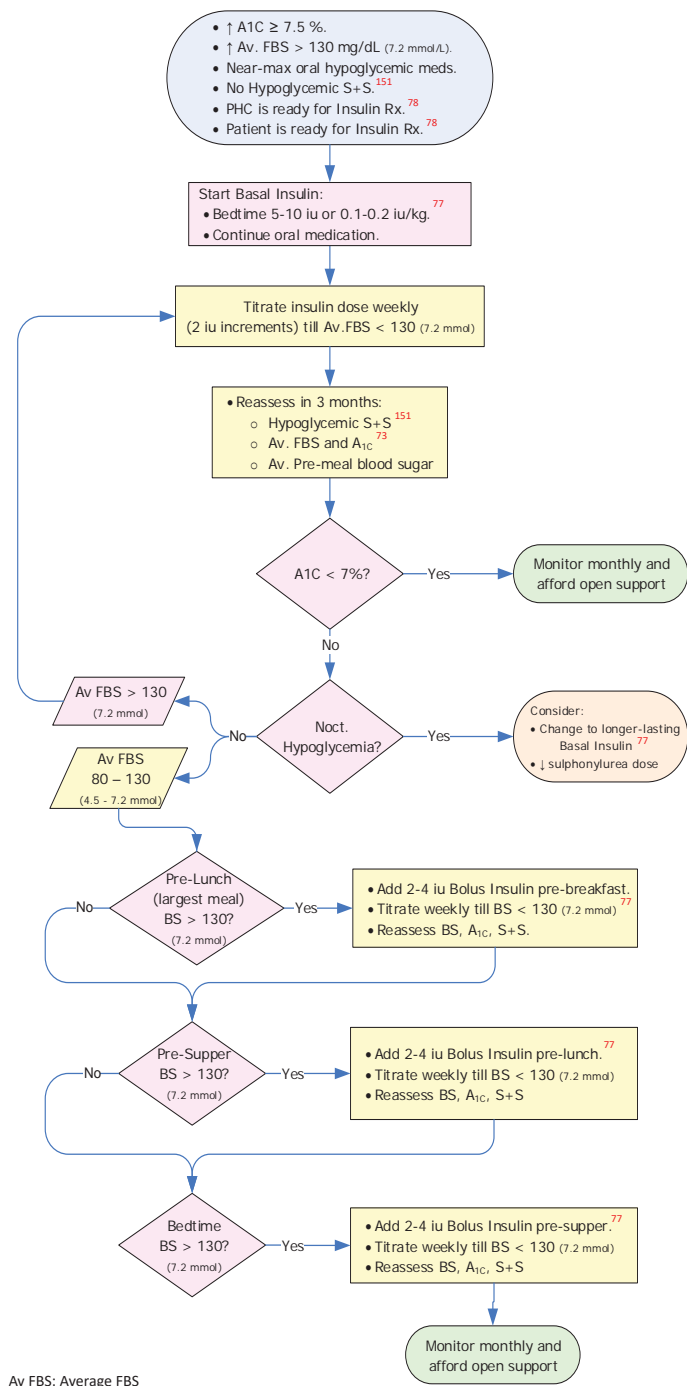 • ↑ A1C ≥ 7.5 %.
• ↑ Av. FBS > 130 mg/dL (7.2 mmol/L).
• Near-max oral hypoglycemic meds.
• No Hypoglycemic S+S.151
• PHC is ready for Insulin Rx.78
• Patient is ready for Insulin Rx.78
Start Basal Insulin:
• Bedtime 5-10 iu or 0.1-0.2 iu/kg.77
• Continue oral medication.
Titrate insulin dose weekly
(2 iu increments) till Av.FBS < 130 (7.2 mmol)
• Reassess in 3 months:
o Hypoglycemic S+S151
o Av. FBS and A1C73
o Av. Pre-meal blood sugar
A1C < 7%?
Yes
Monitor monthly and
afford open support
No
Av FBS > 130
(7.2 mmol)
No
Noct.
Hypoglycemia?
Yes
Consider:
• Change to longer-lasting
Basal Insulin77
• ↓ sulphonylurea dose
Av FBS
80 – 130
(4.5 - 7.2 mmol)
No
Pre-Lunch
(largest meal)
BS > 130?
(7.2 mmol)
Yes
• Add 2-4 iu Bolus Insulin pre-breakfast.
• Titrate weekly till BS < 130 (7.2 mmol)77
• Reassess BS, A1C, S+S.
No
Pre-Supper
BS > 130?
(7.2 mmol)
Yes
• Add 2-4 iu Bolus Insulin pre-lunch.77
• Titrate weekly till BS < 130 (7.2 mmol)
• Reassess BS, A1C, S+S
Bedtime
BS > 130?
(7.2 mmol)
Yes
• Add 2-4 iu Bolus Insulin pre-supper.77
• Titrate weekly till BS < 130 (7.2 mmol)
• Reassess BS, A1C, S+S
Monitor monthly and
afford open support
Av FBS: Average FBS